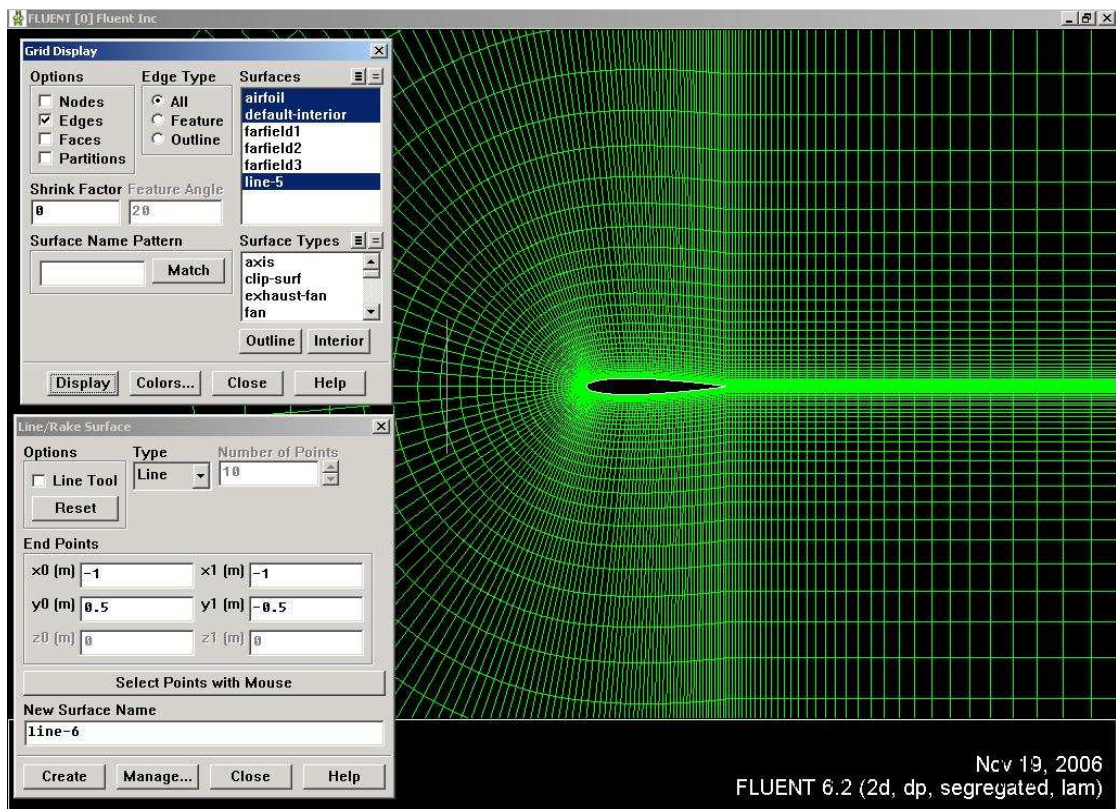 FLUENT [0] Fluent Inc
Grid Display
Options
Nodes
Edges
Faces
Partitions
Edge Type
All
Feature
Outline
Surfaces
airfoil
default-interior
farfield1
farfield2
farfield3
line-5
Shrink Factor Feature Angle
0 20
Surface Name Pattern
Match
Surface Types
axis
clip-surf
exhaust-fan
fan
Outline Interior
Display Colors... Close Help
Line/Rake Surface
Options
Line Tool
Reset
Type
Line
Number of Points
10
End Points
x0 (m) -1 x1 (m) -1
y0 (m) 0.5 y1 (m) -0.5
z0 (m) 0 z1 (m) 0
Select Points with Mouse
New Surface Name
line-6
Create Manage... Close Help
Nov 19, 2006
FLUENT 6.2 (2d, dp, segregated, lam)